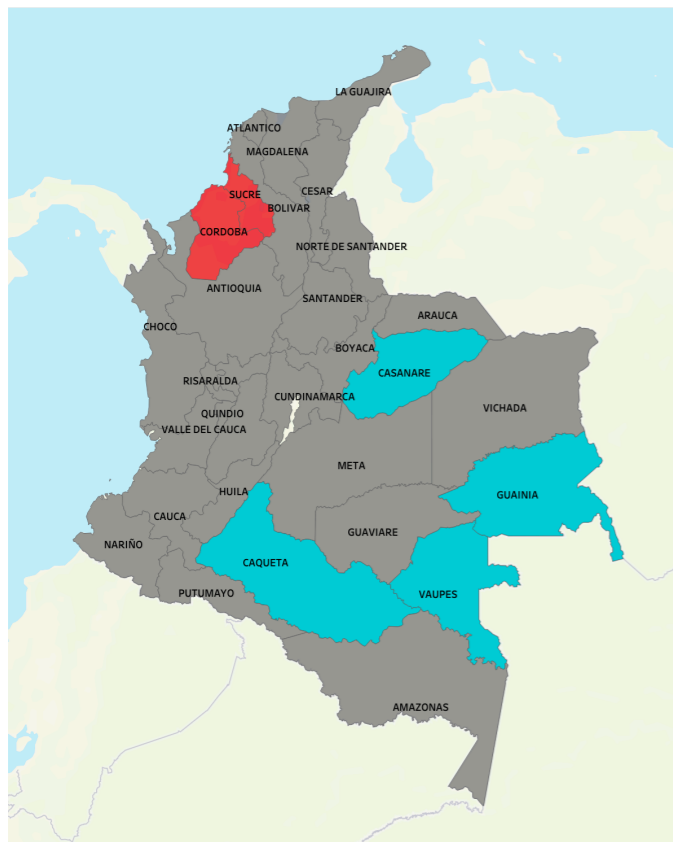 LA GUAJIRA
ATLANTICO
MAGDALENA
CESAR
SUCRE
BOLIVAR
CORDOBA
NORTE DE SANTANDER
ANTIOQUIA
SANTANDER
ARAUCA
CHOCO
BOYACA
CASANARE
RISARALDA
CUNDINAMARCA
VICHADA
QUINDIO
VALLE DEL CAUCA
META
HUILA
GUAINIA
CAUCA
GUAVIARE
NARIÑO
CAQUETA
PUTUMAYO
VAUPES
AMAZONAS